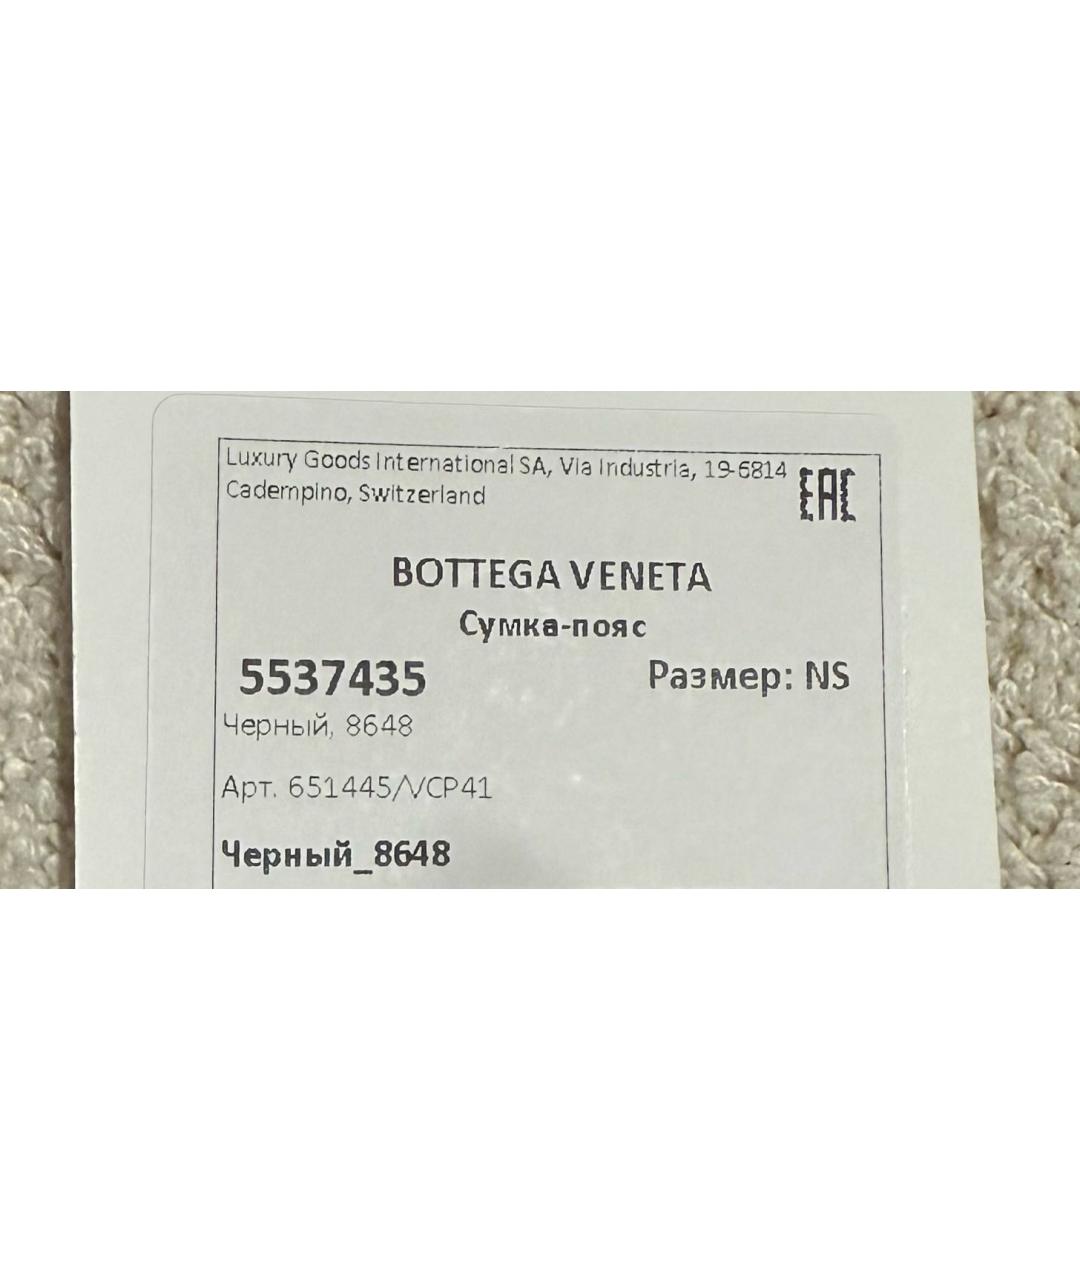 Luxury Goods International SA, Via Industria, 19-6814
Cadempino, Switzerland
EAC
BOTTEGA VENETA
Сумка-пояс
5537435 Размер: NS
Черный, 8648
Арт. 651445/VCP41
Черный_8648